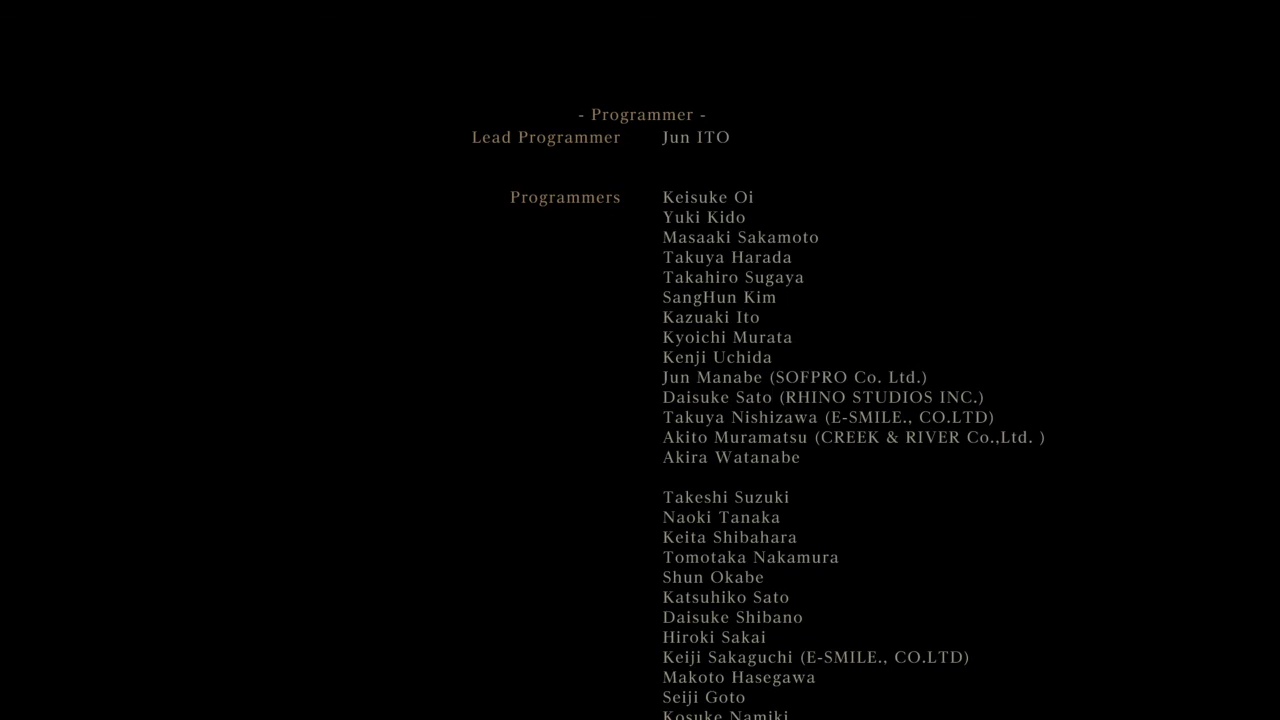 - Programmer -
Lead Programmer Jun ITO
Programmers Keisuke Oi
Yuki Kido
Masaaki Sakamoto
Takuya Harada
Takahiro Sugaya
SangHun Kim
Kazuaki Ito
Kyoichi Murata
Kenji Uchida
Jun Manabe (SOFPRO Co. Ltd.)
Daisuke Sato (RHINO STUDIOS INC.)
Takuya Nishizawa (E-SMILE., CO.LTD)
Akito Muramatsu (CREEK & RIVER Co.,Ltd. )
Akira Watanabe
Takeshi Suzuki
Naoki Tanaka
Keita Shibahara
Tomotaka Nakamura
Shun Okabe
Katsuhiko Sato
Daisuke Shibano
Hiroki Sakai
Keiji Sakaguchi (E-SMILE., CO.LTD)
Makoto Hasegawa
Seiji Goto
Kosuke Namiki